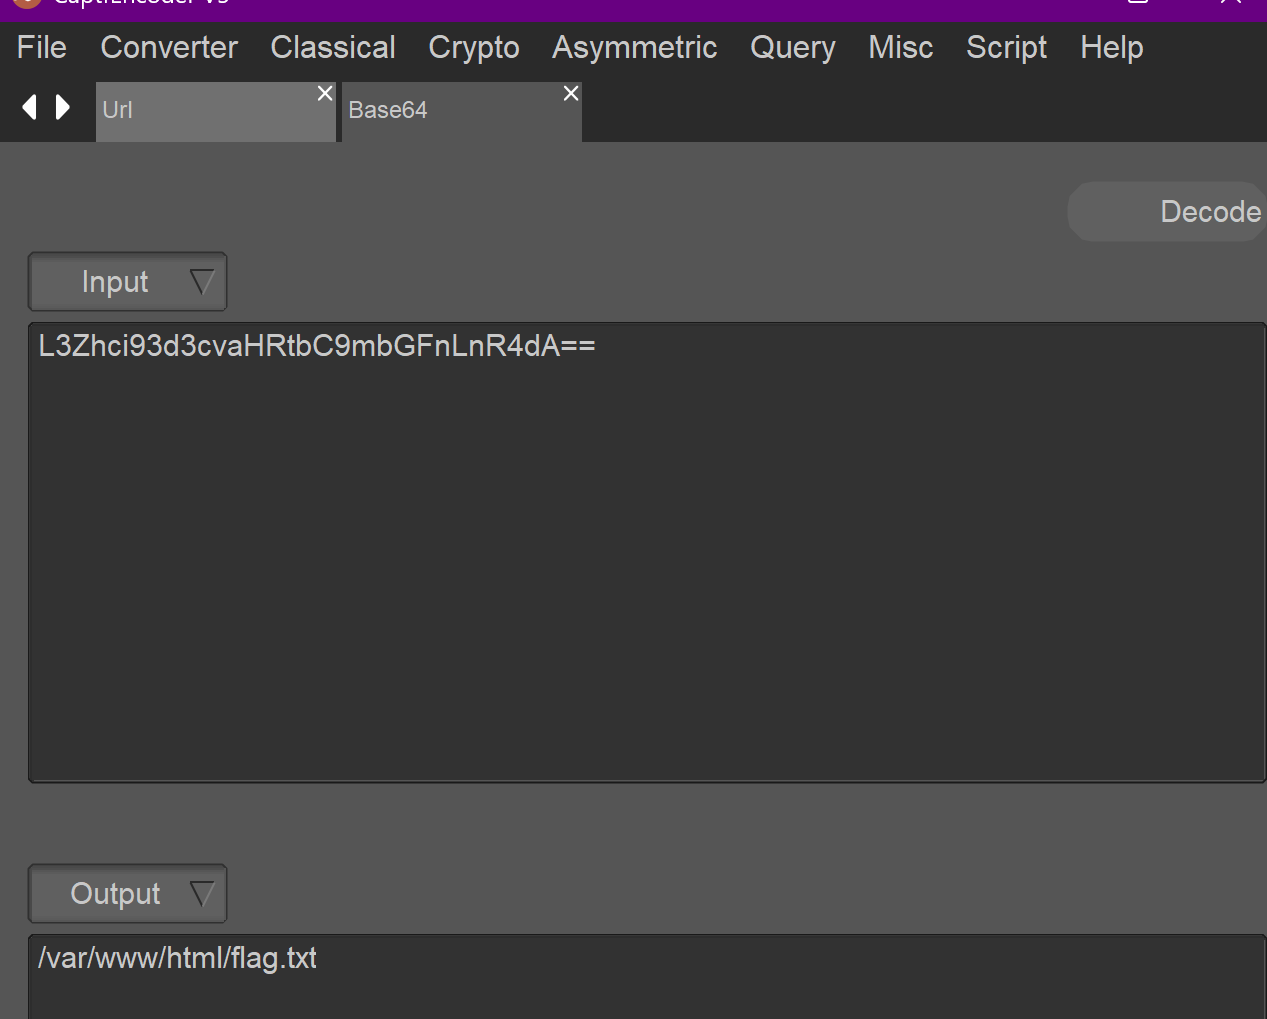 File Converter Classical Crypto Asymmetric Query Misc Script Help
Url Base64
Decode
Input
L3Zhci93d3cvaHRtbC9mbGFnLnR4dA==
Output
/var/www/html/flag.txt